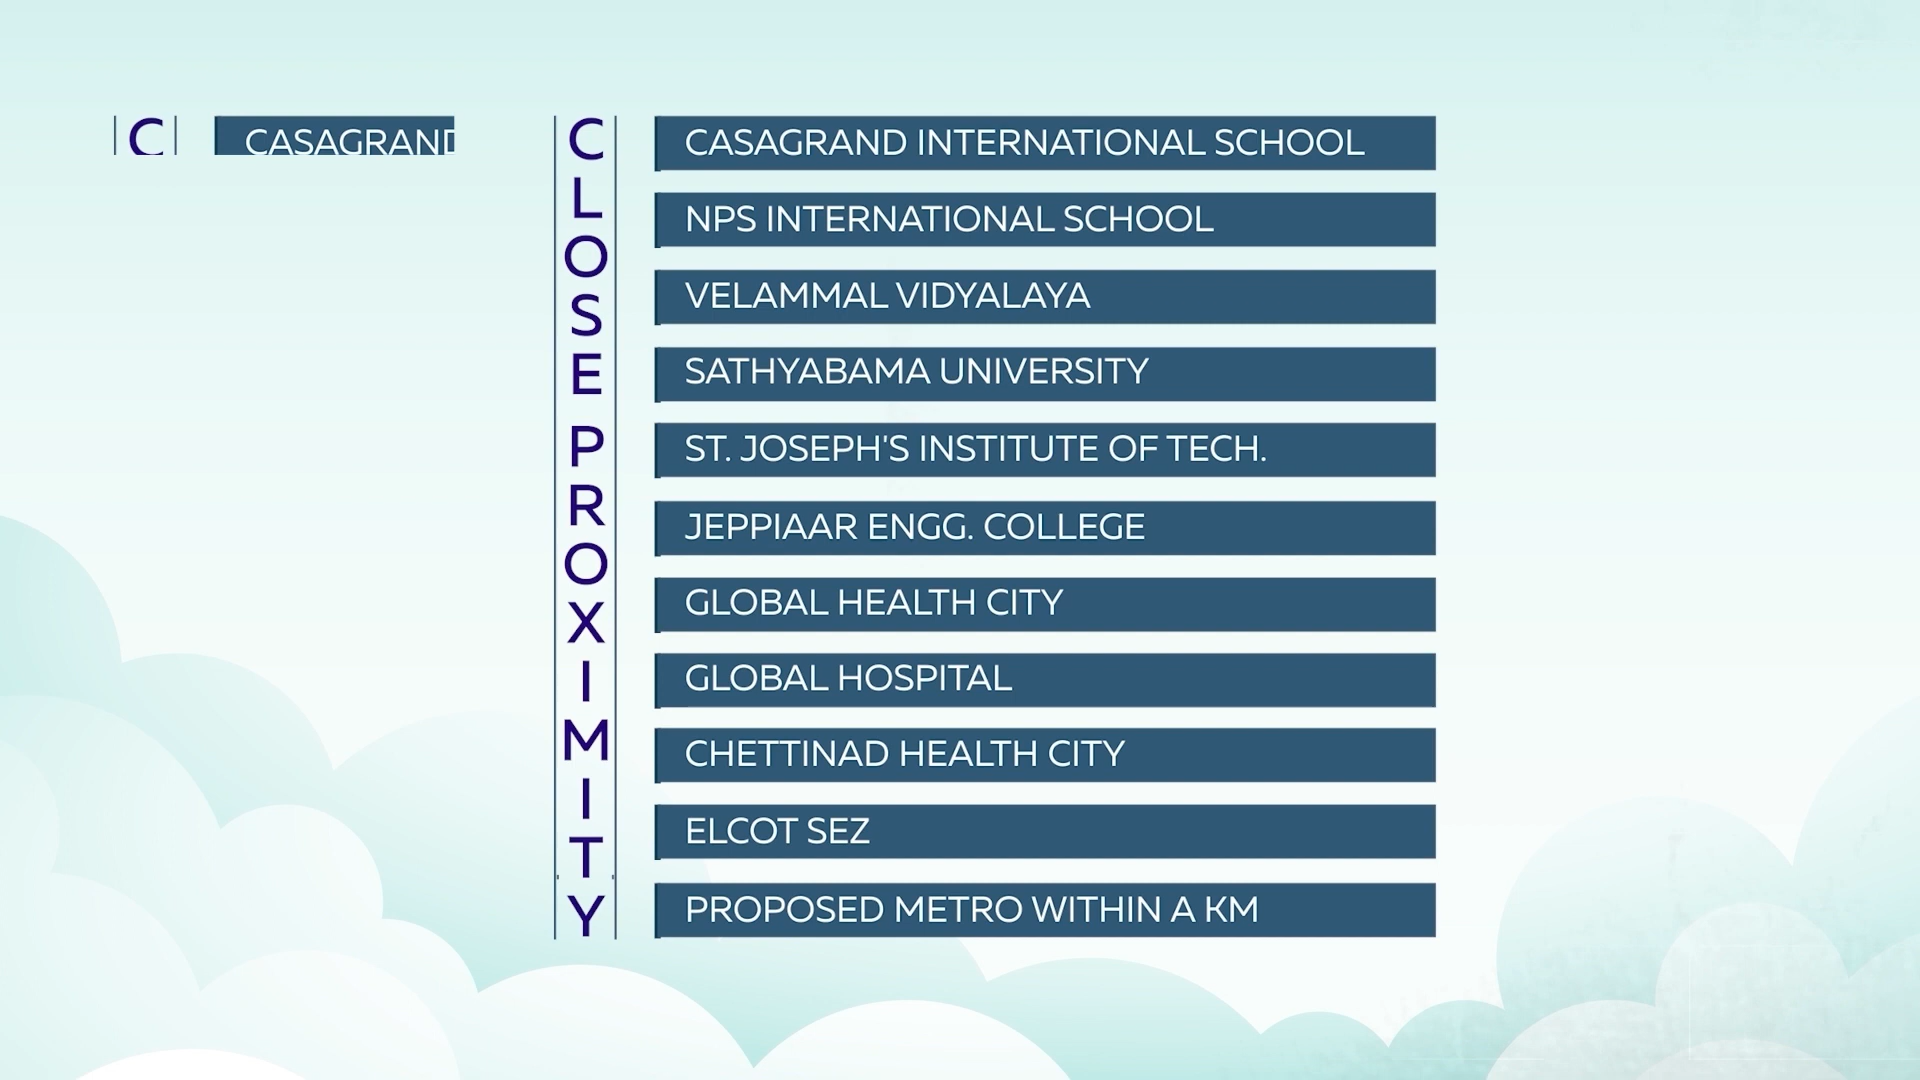 C
CASAGRAND
CLOSE PROXIMITY
CASAGRAND INTERNATIONAL SCHOOL
NPS INTERNATIONAL SCHOOL
VELAMMAL VIDYALAYA
SATHYABAMA UNIVERSITY
ST. JOSEPH'S INSTITUTE OF TECH.
JEPPIAAR ENGG. COLLEGE
GLOBAL HEALTH CITY
GLOBAL HOSPITAL
CHETTINAD HEALTH CITY
ELCOT SEZ
PROPOSED METRO WITHIN A KM